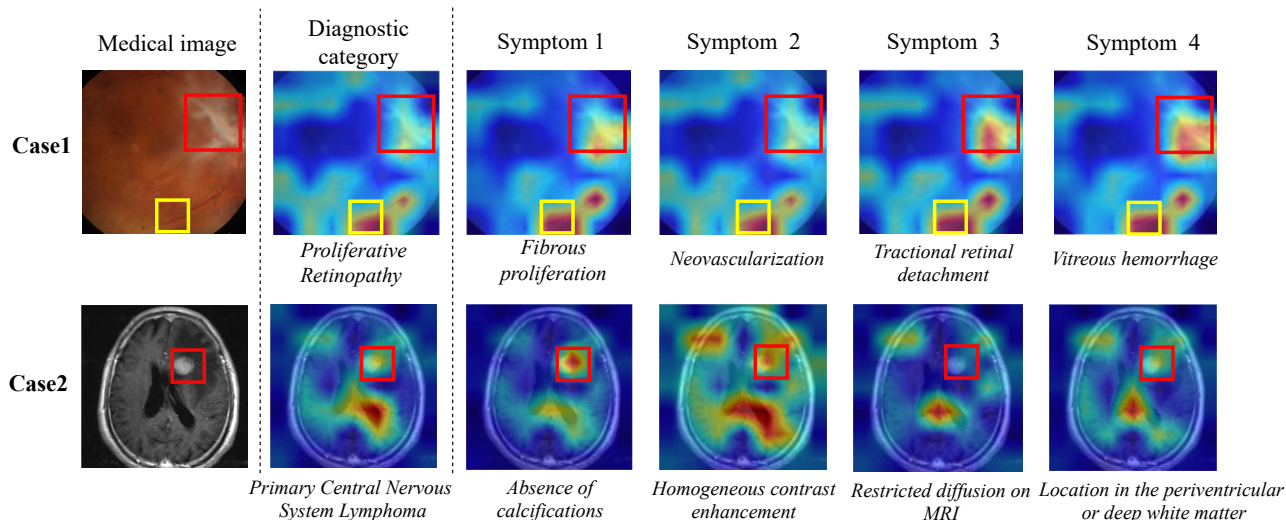 Medical image
Diagnostic
category
Symptom 1
Symptom 2
Symptom 3
Symptom 4
Case1
Proliferative
Retinopathy
Fibrous
proliferation
Neovascularization
Tractional retinal
detachment
Vitreous hemorrhage
Case2
Primary Central Nervous
System Lymphoma
Absence of
calcifications
Homogeneous contrast
enhancement
Restricted diffusion on
MRI
Location in the periventricular
or deep white matter